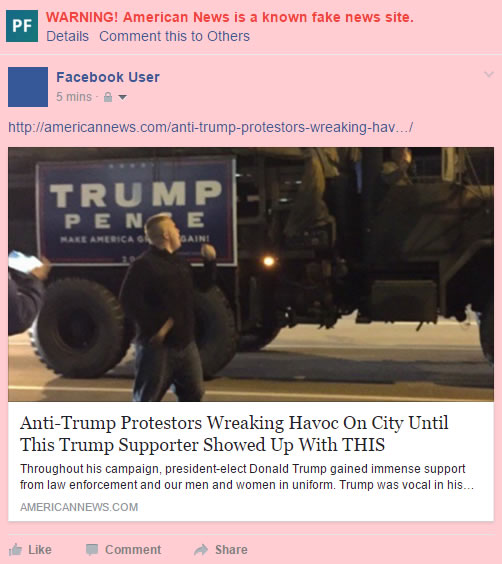 PF
WARNING! American News is a known fake news site.
Details Comment this to Others
Facebook User
5 mins ·
http://americannews.com/anti-trump-protestors-wreaking-hav…/
TRUMP
PEN E
MAKE AMERICA G GAIN!
Anti-Trump Protestors Wreaking Havoc On City Until
This Trump Supporter Showed Up With THIS
Throughout his campaign, president-elect Donald Trump gained immense support
from law enforcement and our men and women in uniform. Trump was vocal in his…
AMERICANNEWS.COM
Like Comment Share